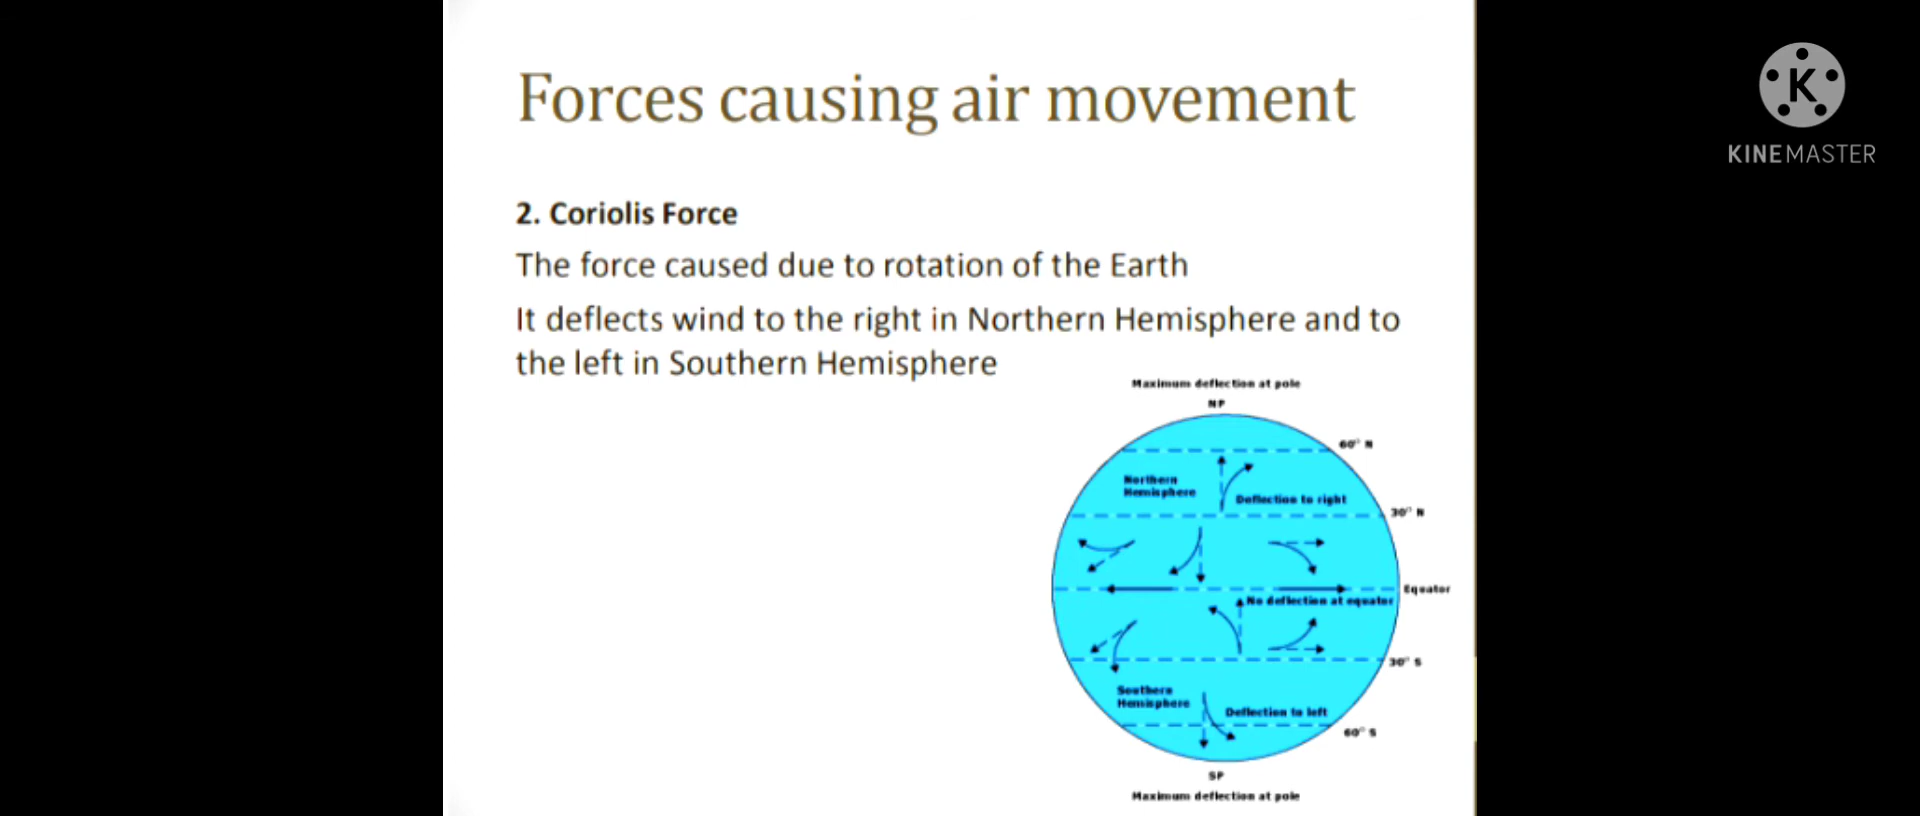 Forces causing air movement
K
KINEMASTER
2. Coriolis Force
The force caused due to rotation of the Earth
It deflects wind to the right in Northern Hemisphere and to
the left in Southern Hemisphere
Maximum deflection at pole
NP
60° N
Northern
Hemisphere
Deflection to right
30° N
Equator
No deflection at equator
30° S
Southern
Hemisphere
Deflection to left
60° S
SP
Maximum deflection at pole